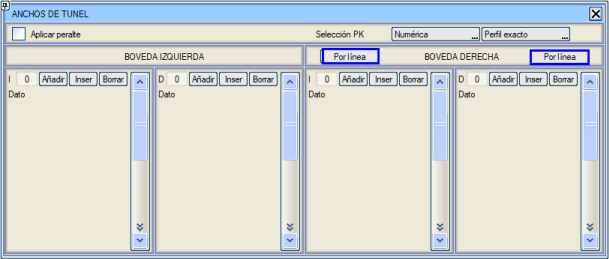 ANCHOS DE TUNEL
Aplicar peralte Selección PK Numérica ... Perfil exacto ...
BOVEDA IZQUIERDA Por línea BOVEDA DERECHA Por línea
I 0 Añadir Inser Borrar D 0 Añadir Inser Borrar I 0 Añadir Inser Borrar D 0 Añadir Inser Borrar
Dato Dato Dato Dato